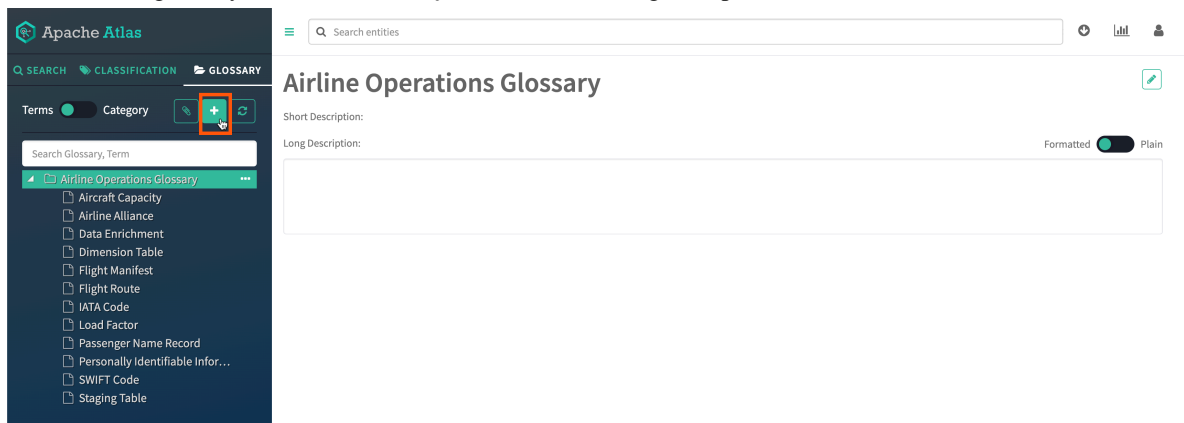 Apache Atlas
Search entities
SEARCH CLASSIFICATION GLOSSARY
Airline Operations Glossary
Terms Category
Short Description:
Long Description:
Formatted Plain
Search Glossary, Term
Airline Operations Glossary
Aircraft Capacity
Airline Alliance
Data Enrichment
Dimension Table
Flight Manifest
Flight Route
IATA Code
Load Factor
Passenger Name Record
Personally Identifiable Infor...
SWIFT Code
Staging Table